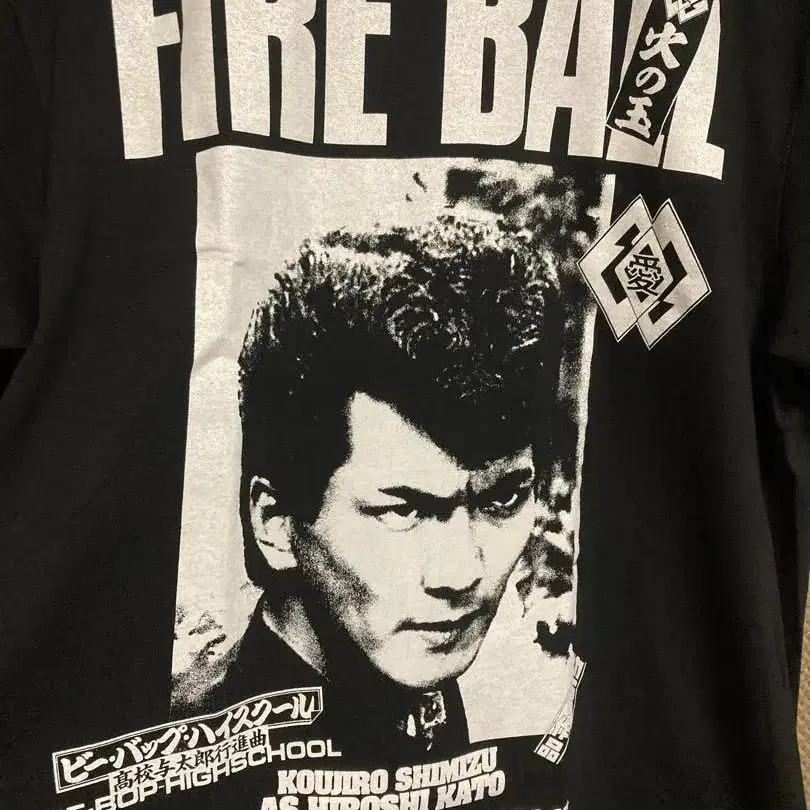 FIRE BALL
火の玉
愛
ビー・バップ・ハイスクール
高校与太郎行進曲
E-BOP-HIGHSCHOOL
KOUJIRO SHIMIZU
AS HIROSHI KATO